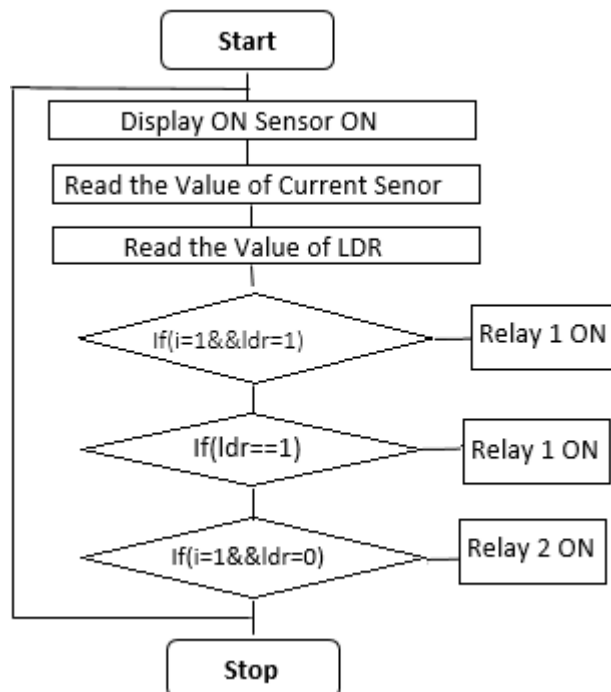 Start
Display ON Sensor ON
Read the Value of Current Senor
Read the Value of LDR
If(i=1&&ldr=1)
Relay 1 ON
If(ldr==1)
Relay 1 ON
If(i=1&&ldr=0)
Relay 2 ON
Stop